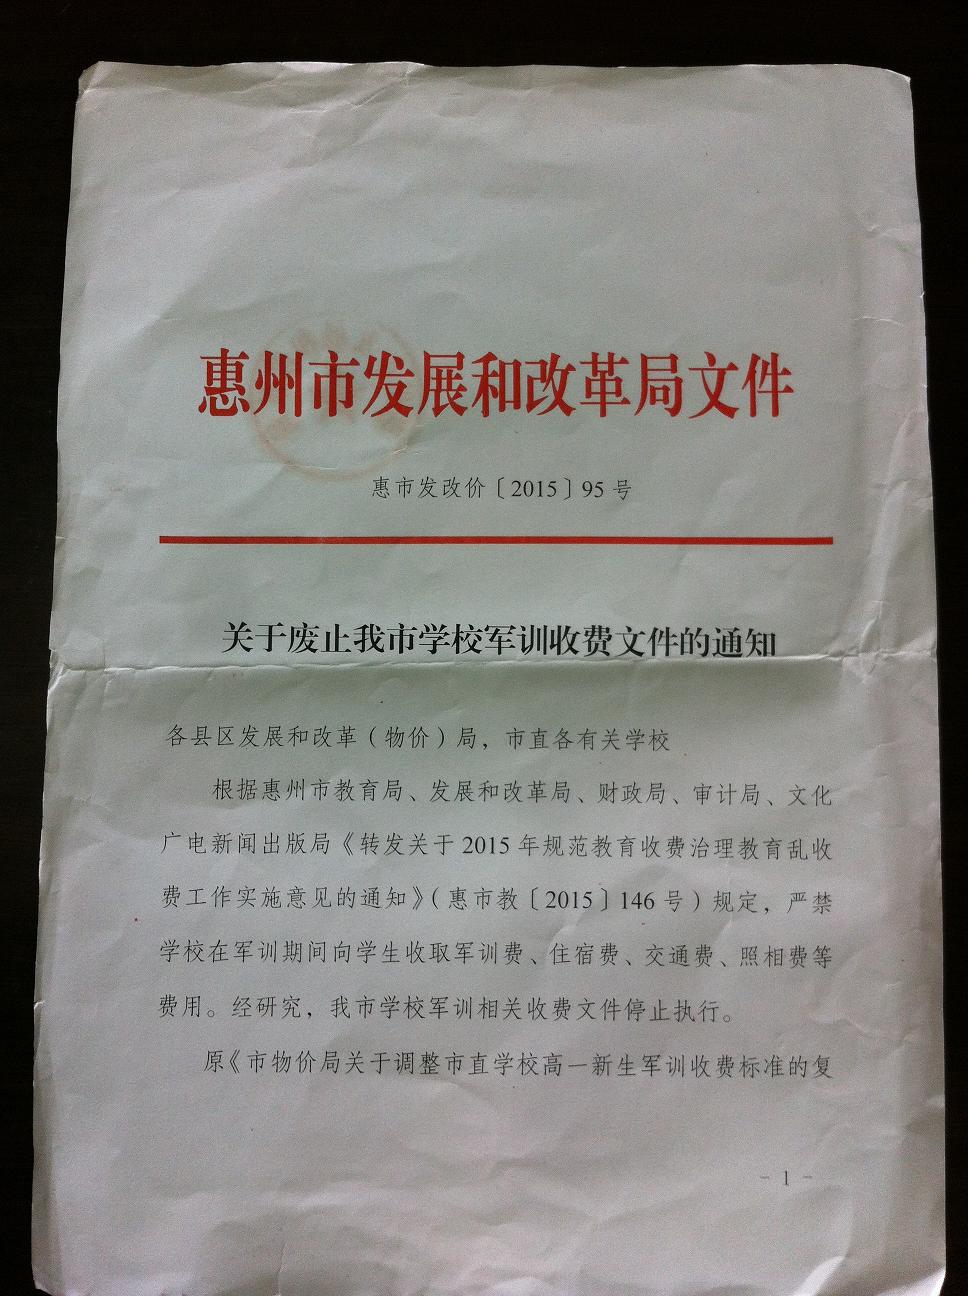 惠州市发展和改革局文件
惠市发改价〔2015〕95 号
关于废止我市学校军训收费文件的通知
各县区发展和改革（物价）局，市直各有关学校
根据惠州市教育局、发展和改革局、财政局、审计局、文化
广电新闻出版局《转发关于 2015 年规范教育收费治理教育乱收
费工作实施意见的通知》（惠市教〔2015〕146 号）规定，严禁
学校在军训期间向学生收取军训费、住宿费、交通费、照相费等
费用。经研究，我市学校军训相关收费文件停止执行。
原《市物价局关于调整市直学校高一新生军训收费标准的复
- 1 -